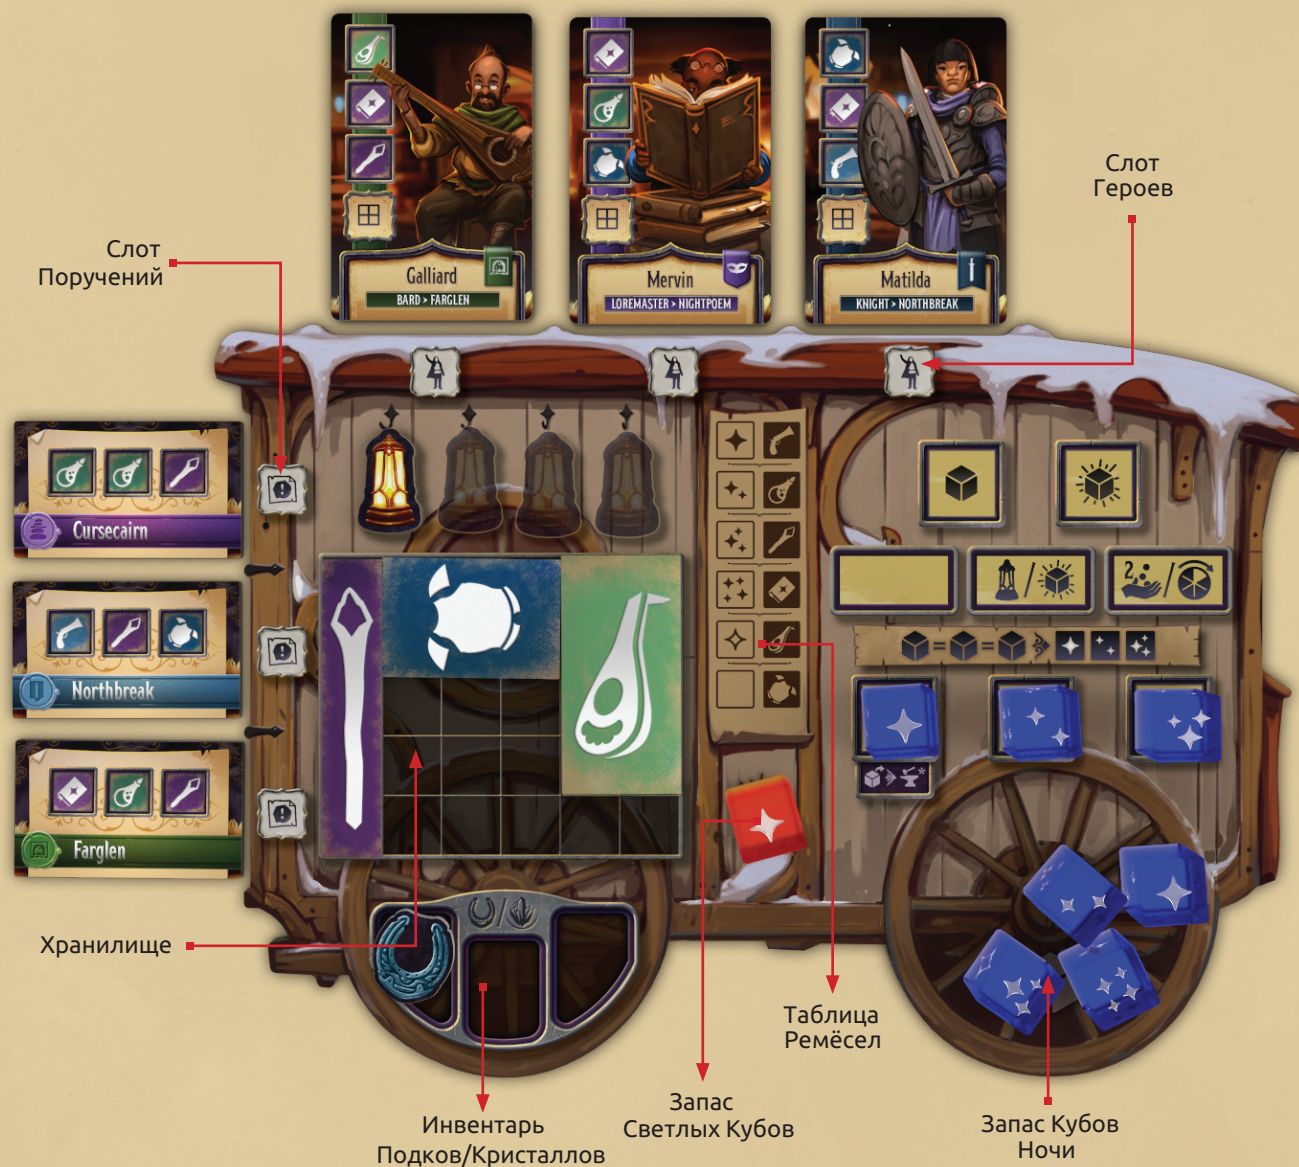 Galliard
BARD > FARGLEN
Mervin
LOREMASTER > NIGHTPOEM
Matilda
KNIGHT > NORTHBREAK
Слот
Героев
Слот
Поручений
Cursecairn
Northbreak
Farglen
2
Хранилище
Таблица
Ремёсел
Инвентарь
Подков/Кристаллов
Запас
Светлых Кубов
Запас Кубов
Ночи